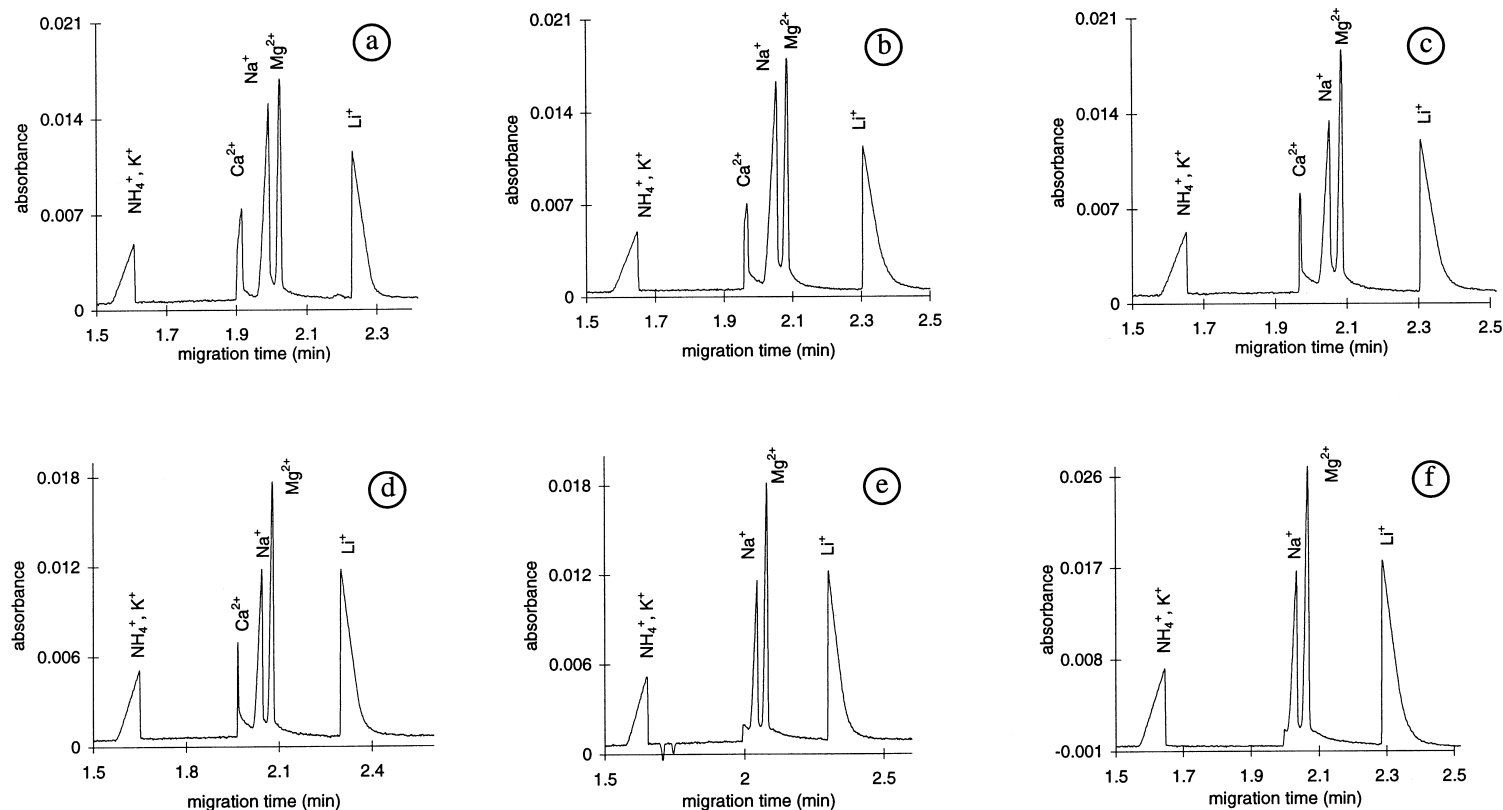 a
absorbance
0.021
0.014
0.007
0
NH₄⁺, K⁺
Ca²⁺
Na⁺
Mg²⁺
Li⁺
1.5 1.7 1.9 2.1 2.3
migration time (min)
b
absorbance
0.021
0.014
0.007
0
NH₄⁺, K⁺
Ca²⁺
Na⁺
Mg²⁺
Li⁺
1.5 1.7 1.9 2.1 2.3 2.5
migration time (min)
c
absorbance
0.021
0.014
0.007
0
NH₄⁺, K⁺
Ca²⁺
Na⁺
Mg²⁺
Li⁺
1.5 1.7 1.9 2.1 2.3 2.5
migration time (min)
d
absorbance
0.018
0.012
0.006
0
NH₄⁺, K⁺
Ca²⁺
Na⁺
Mg²⁺
Li⁺
1.5 1.8 2.1 2.4
migration time (min)
e
absorbance
0.018
0.012
0.006
0
NH₄⁺, K⁺
Na⁺
Mg²⁺
Li⁺
1.5 2 2.5
migration time (min)
f
absorbance
0.026
0.017
0.008
-0.001
NH₄⁺, K⁺
Na⁺
Mg²⁺
Li⁺
1.5 1.7 1.9 2.1 2.3 2.5
migration time (min)